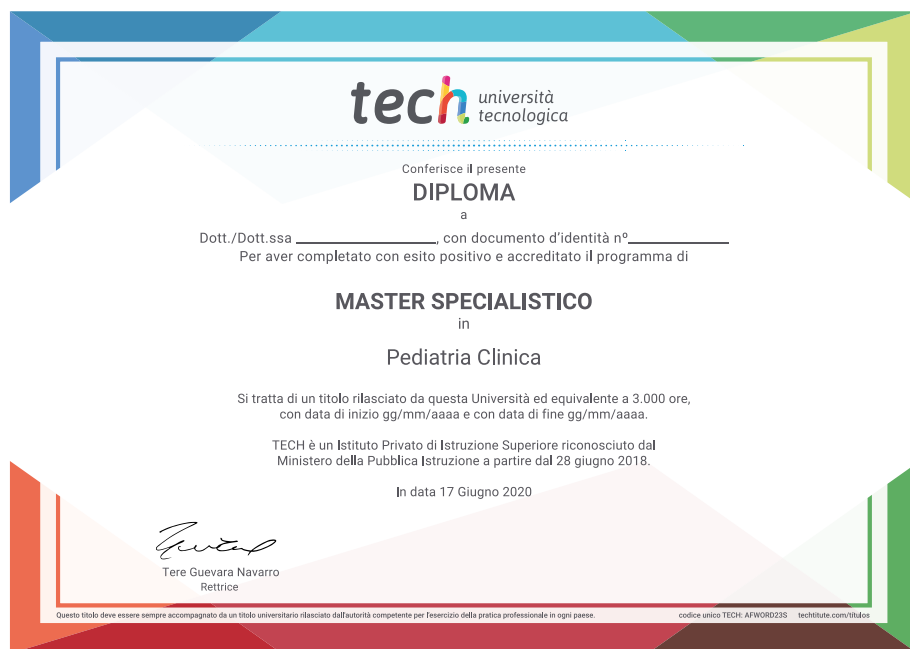 tech università
tecnologica
Conferisce il presente
DIPLOMA
a
Dott./Dott.ssa ________________, con documento d'identità nº____________
Per aver completato con esito positivo e accreditato il programma di
MASTER SPECIALISTICO
in
Pediatria Clinica
Si tratta di un titolo rilasciato da questa Università ed equivalente a 3.000 ore,
con data di inizio gg/mm/aaaa e con data di fine gg/mm/aaaa.
TECH è un Istituto Privato di Istruzione Superiore riconosciuto dal
Ministero della Pubblica Istruzione a partire dal 28 giugno 2018.
In data 17 Giugno 2020
Tere Guevara Navarro
Rettrice
Questo titolo deve essere sempre accompagnato da un titolo universitario rilasciato dall'autorità competente per l'esercizio della pratica professionale in ogni paese. codice unico TECH: AFWORD23S techtitute.com/titulos